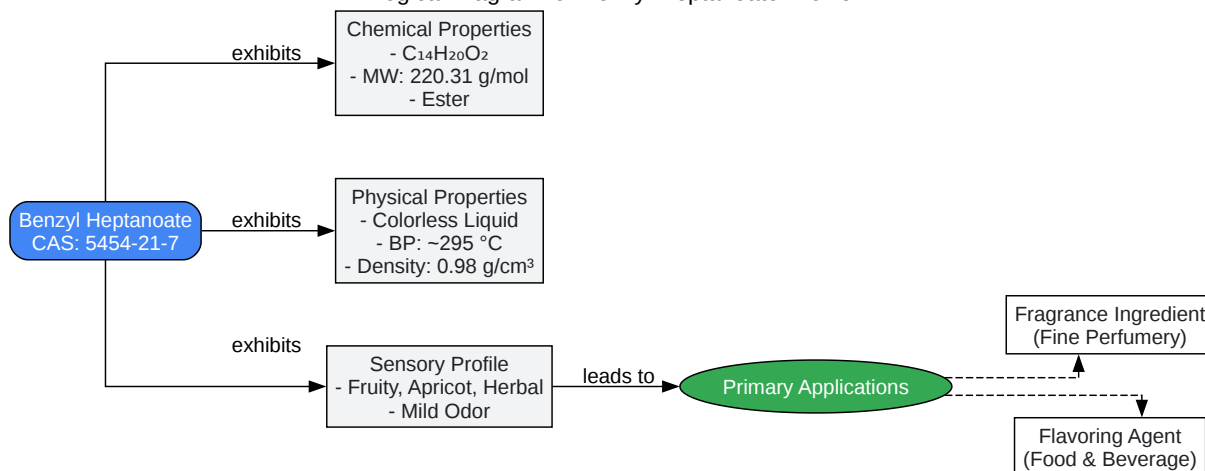 exhibits
Chemical Properties
- C₁₄H₂₀O₂
- MW: 220.31 g/mol
- Ester
Benzyl Heptanoate
CAS: 5454-21-7
exhibits
Physical Properties
- Colorless Liquid
- BP: ~295 °C
- Density: 0.98 g/cm³
exhibits
Sensory Profile
- Fruity, Apricot, Herbal
- Mild Odor
leads to
Primary Applications
Fragrance Ingredient
(Fine Perfumery)
Flavoring Agent
(Food & Beverage)